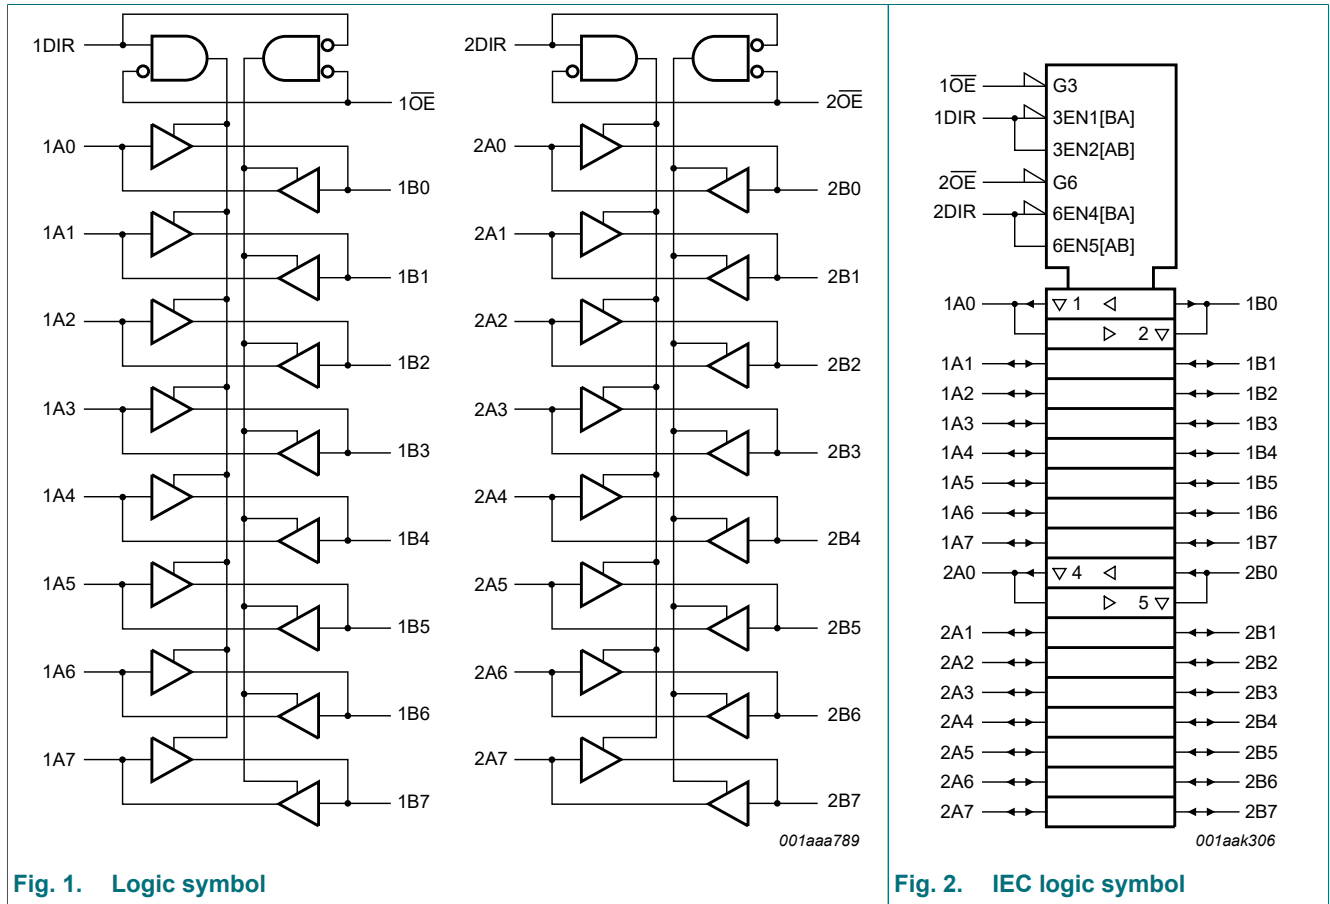 1DIR
1O̅E̅
1A0
1B0
1A1
1B1
1A2
1B2
1A3
1B3
1A4
1B4
1A5
1B5
1A6
1B6
1A7
1B7
2DIR
2O̅E̅
2A0
2B0
2A1
2B1
2A2
2B2
2A3
2B3
2A4
2B4
2A5
2B5
2A6
2B6
2A7
2B7
001aaa789
Fig. 1. Logic symbol
1O̅E̅ G3
1DIR 3EN1[BA]
3EN2[AB]
2O̅E̅ G6
2DIR 6EN4[BA]
6EN5[AB]
1A0 1 1B0
2
1A1 1B1
1A2 1B2
1A3 1B3
1A4 1B4
1A5 1B5
1A6 1B6
1A7 1B7
2A0 4 2B0
5
2A1 2B1
2A2 2B2
2A3 2B3
2A4 2B4
2A5 2B5
2A6 2B6
2A7 2B7
001aak306
Fig. 2. IEC logic symbol